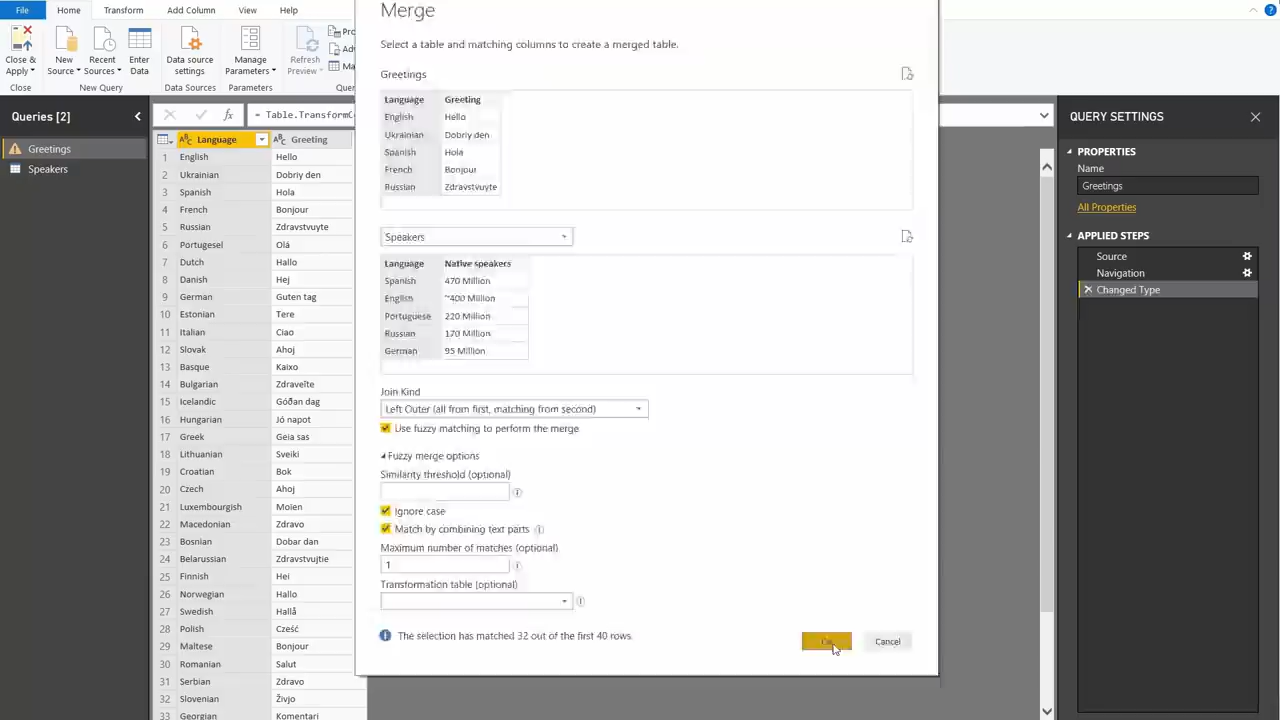 File Home Transform Add Column View Help
Close & Apply
New Source
Recent Sources
Enter Data
Data source settings
Manage Parameters
Refresh Preview
Close
New Query
Data Sources
Parameters
Queries [2]
Greetings
Speakers
fx
= Table.TransformC
Language Greeting
1 English Hello
2 Ukrainian Dobriy den
3 Spanish Hola
4 French Bonjour
5 Russian Zdravstvuyte
6 Portugesel Olá
7 Dutch Hallo
8 Danish Hej
9 German Guten tag
10 Estonian Tere
11 Italian Ciao
12 Slovak Ahoj
13 Basque Kaixo
14 Bulgarian Zdraveĭte
15 Icelandic Góðan dag
16 Hungarian Jó napot
17 Greek Geia sas
18 Lithuanian Sveiki
19 Croatian Bok
20 Czech Ahoj
21 Luxembourgish Moïen
22 Macedonian Zdravo
23 Bosnian Dobar dan
24 Belarussian Zdravstvujtie
25 Finnish Hei
26 Norwegian Hallo
27 Swedish Hallå
28 Polish Cześć
29 Maltese Bonjour
30 Romanian Salut
31 Serbian Zdravo
32 Slovenian Živjo
33 Georgian Komentari
Merge
Select a table and matching columns to create a merged table.
Greetings
Language Greeting
English Hello
Ukrainian Dobriy den
Spanish Hola
French Bonjour
Russian Zdravstvuyte
Speakers
Language Native speakers
Spanish 470 Million
English ~400 Million
Portuguese 220 Million
Russian 170 Million
German 95 Million
Join Kind
Left Outer (all from first, matching from second)
Use fuzzy matching to perform the merge
Fuzzy merge options
Similarity threshold (optional)
Ignore case
Match by combining text parts
Maximum number of matches (optional)
1
Transformation table (optional)
The selection has matched 32 out of the first 40 rows.
Cancel
QUERY SETTINGS
PROPERTIES
Name
Greetings
All Properties
APPLIED STEPS
Source
Navigation
Changed Type